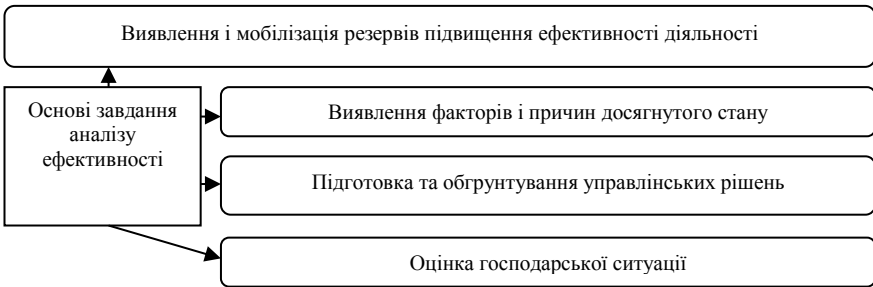 Виявлення і мобілізація резервів підвищення ефективності діяльності
Основі завдання
аналізу
ефективності
Виявлення факторів і причин досягнутого стану
Підготовка та обгрунтування управлінських рішень
Оцінка господарської ситуації